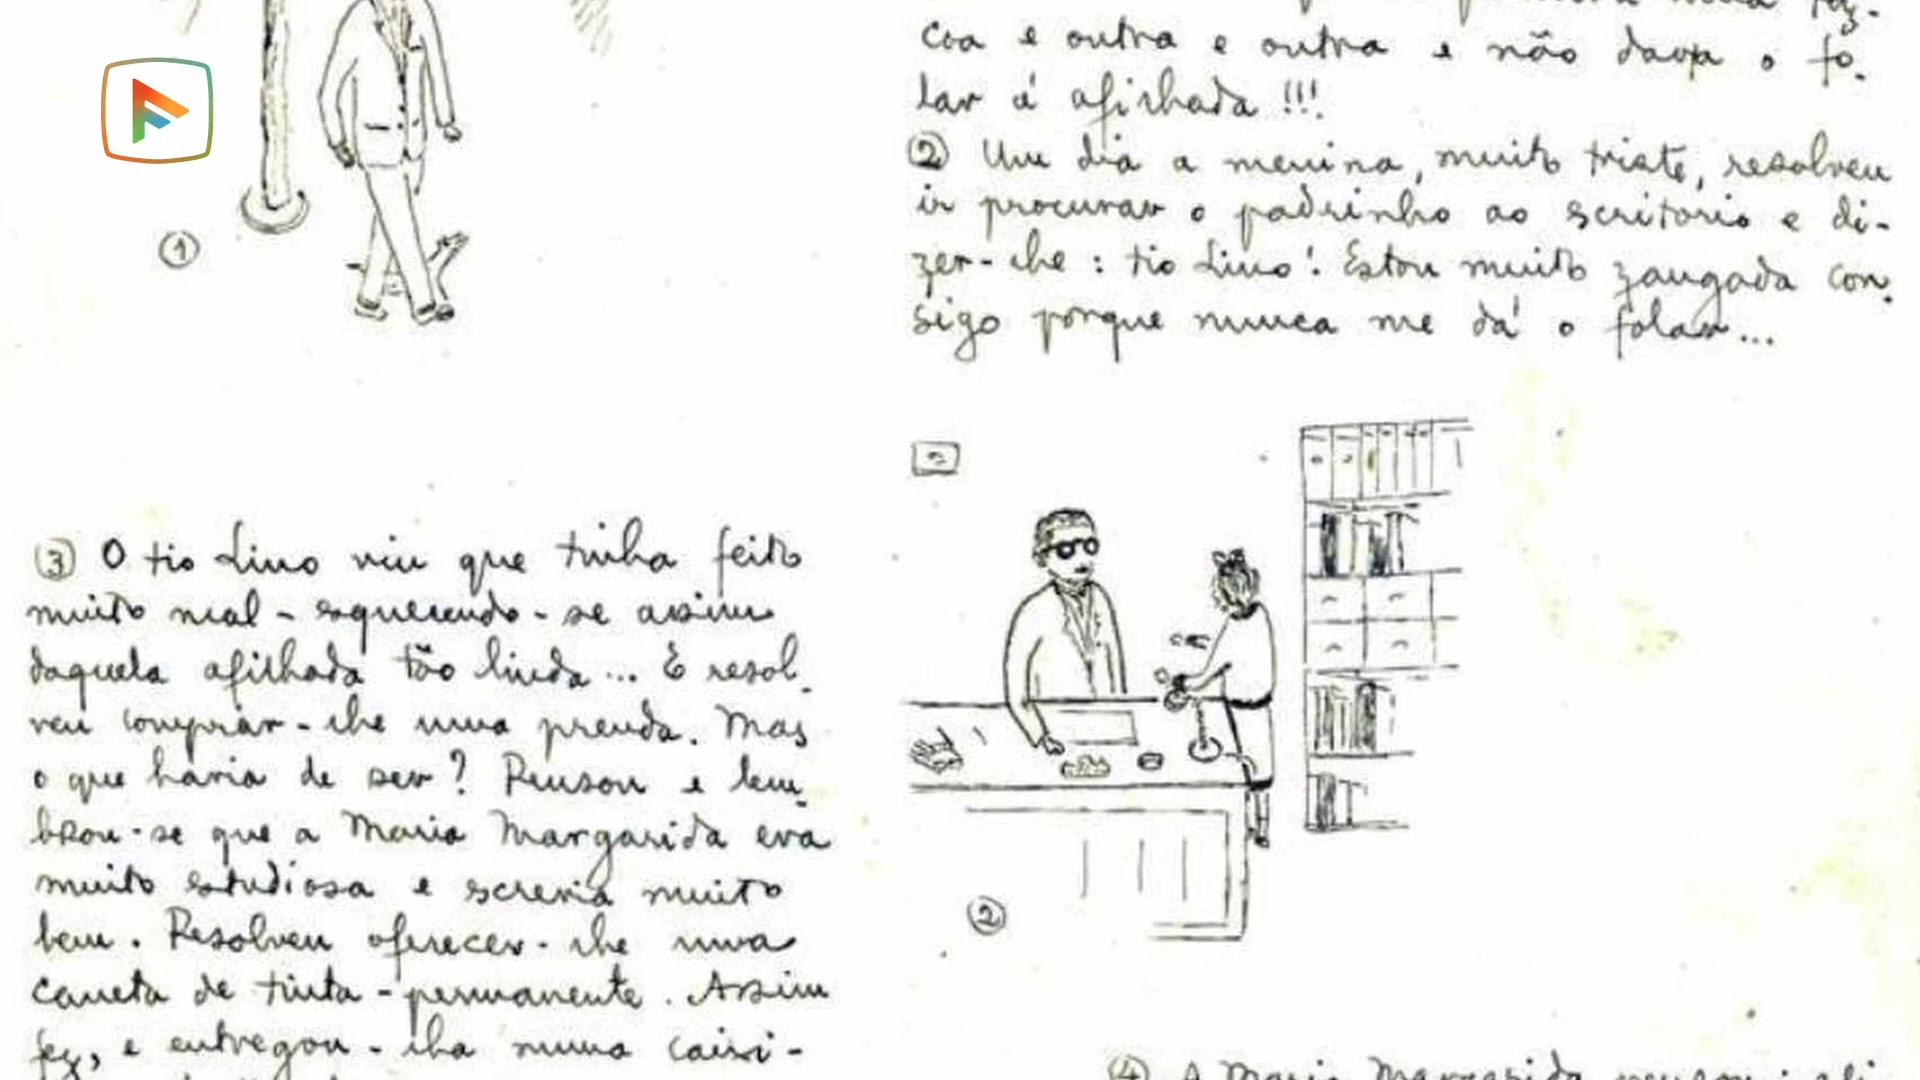 coa e outra e outra e não dava o fo-
lar á afilhada !!!
② Um dia a menina, muito triste, resolveu
ir procurar o padrinho ao scritorio e di-
zer-lhe : tio Lino! Estou muito zangada con-
sigo porque nunca me dá o folar...
①
③ O tio Lino viu que tinha feito
muito mal - esquecendo-se assim
daquela afilhada tão linda... E resol-
veu comprar-lhe uma prenda. Mas
o que havia de ser? Pensou e lem-
brou-se que a Maria Margarida era
muito estudiosa e screvia muito
bem. Resolveu oferecer-lhe uma
caneta de tinta-permanente. Assim
fez, e entregou-lha numa caixi-
②
④ A Maria Margarida